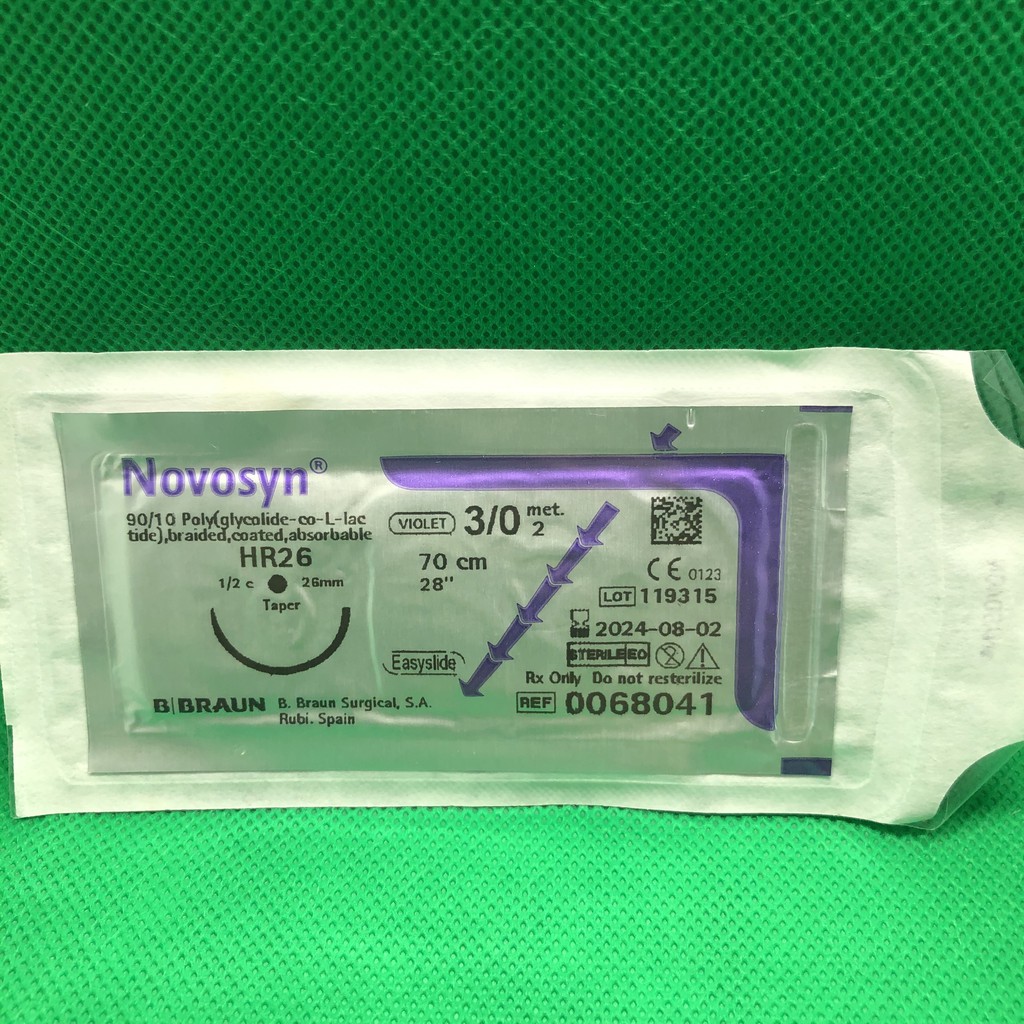 Novosyn®
90/10 Poly(glycolide-co-L-lac
tide),braided,coated,absorbable
HR26
1/2 c 26mm
Taper
VIOLET 3/0 met. 2
70 cm
28"
Easyslide
CE 0123
LOT 119315
2024-08-02
STERILE EO
Rx Only Do not resterilize
REF 0068041
B|BRAUN B. Braun Surgical, S.A.
Rubi. Spain